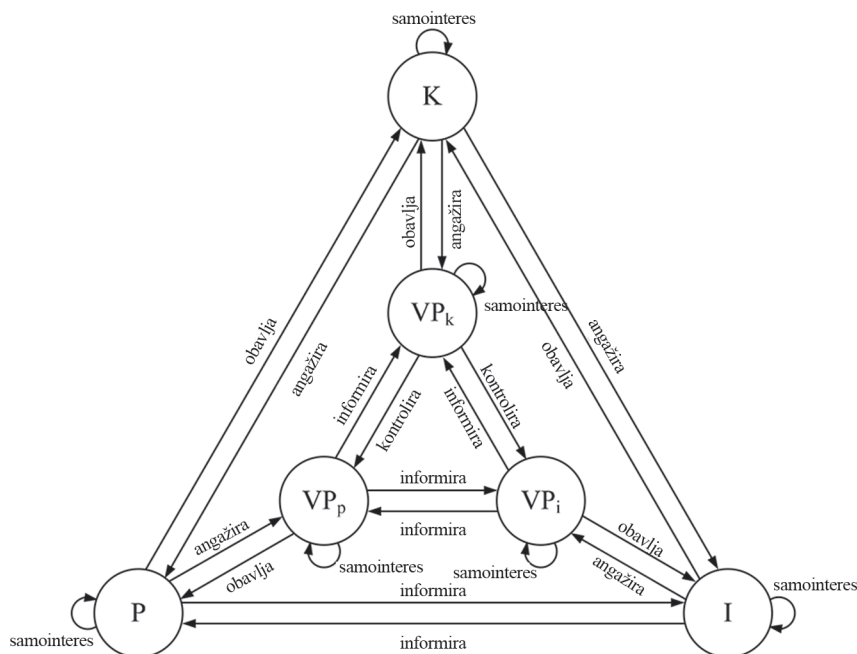 samointeres
K
obavlja
angažira
obavlja
angažira
obavlja
angažira
VPk
samointeres
informira
kontrolira
informira
kontrolira
VPp
informira
informira
VPi
samointeres
samointeres
angažira
obavlja
obavlja
angažira
P
samointeres
informira
informira
I
samointeres